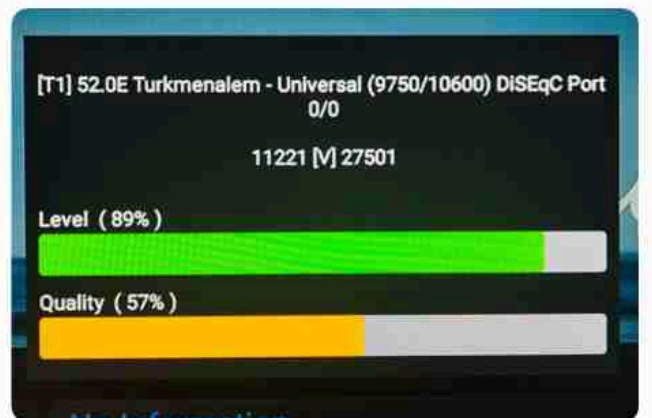 [T1] 52.0E Turkmenalem - Universal (9750/10600) DiSEqC Port
0/0
11221 [V] 27501
Level ( 89% )
Quality ( 57% )